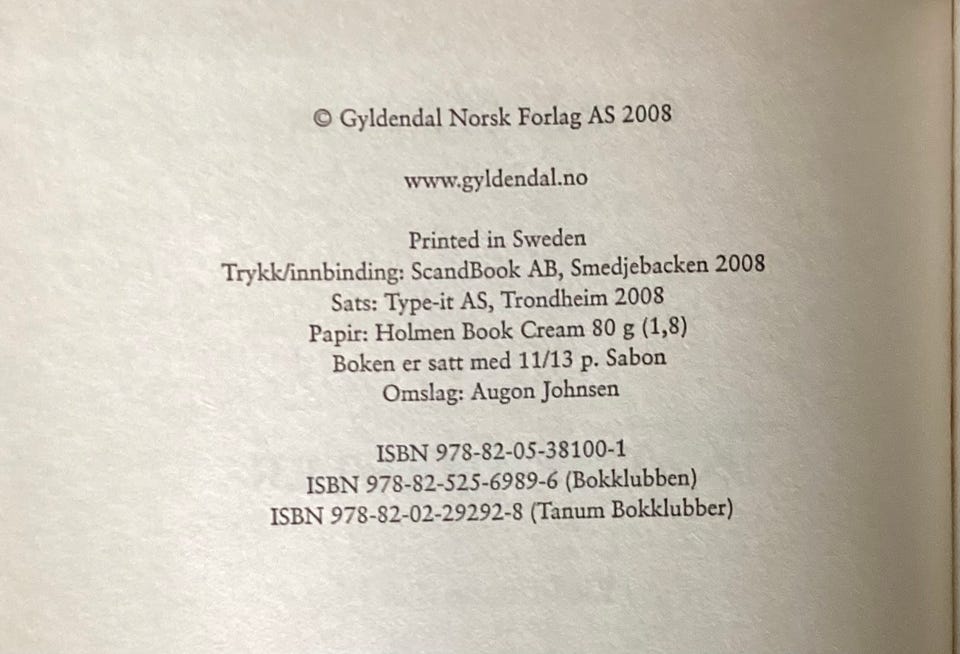 © Gyldendal Norsk Forlag AS 2008
www.gyldendal.no
Printed in Sweden
Trykk/innbinding: ScandBook AB, Smedjebacken 2008
Sats: Type-it AS, Trondheim 2008
Papir: Holmen Book Cream 80 g (1,8)
Boken er satt med 11/13 p. Sabon
Omslag: Augon Johnsen
ISBN 978-82-05-38100-1
ISBN 978-82-525-6989-6 (Bokklubben)
ISBN 978-82-02-29292-8 (Tanum Bokklubber)